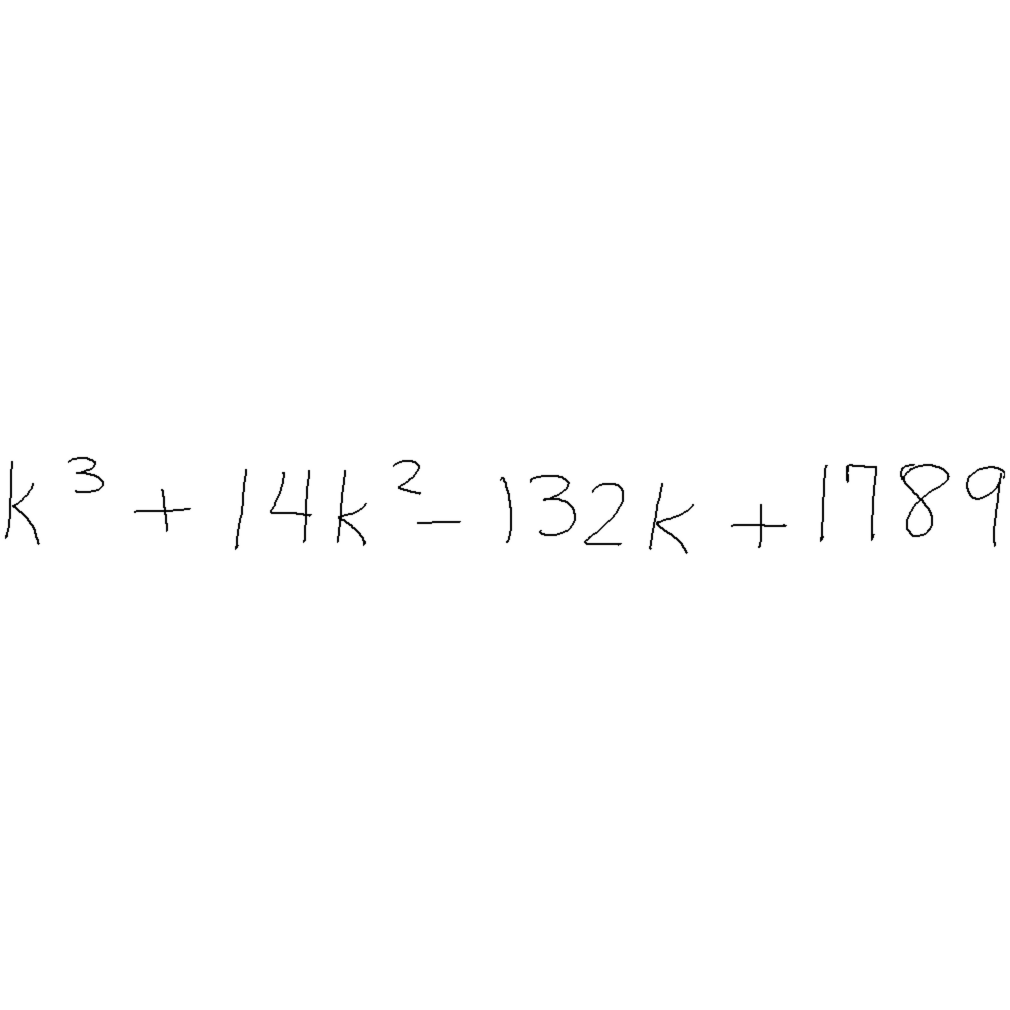 k³ + 14k² - 132k + 1789